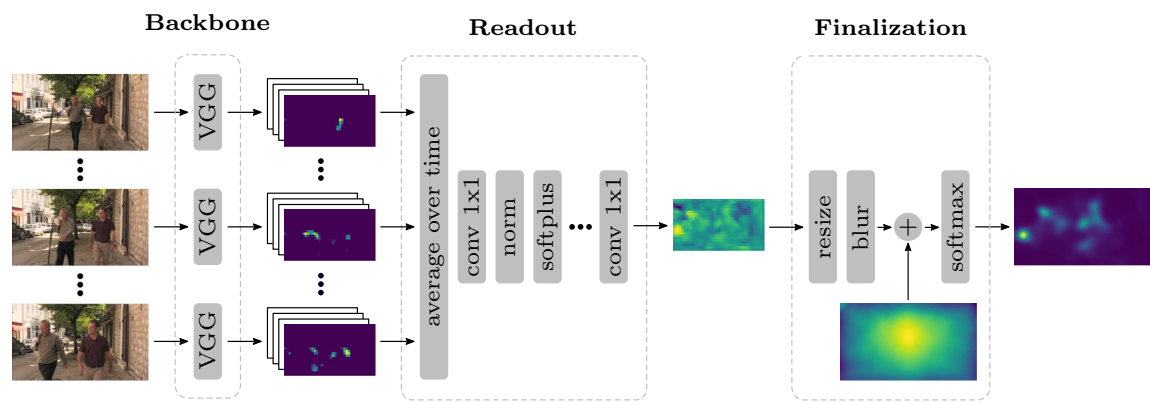 Backbone
Readout
Finalization
VGG
VGG
VGG
average over time
conv 1x1
norm
softplus
conv 1x1
resize
blur
+
softmax